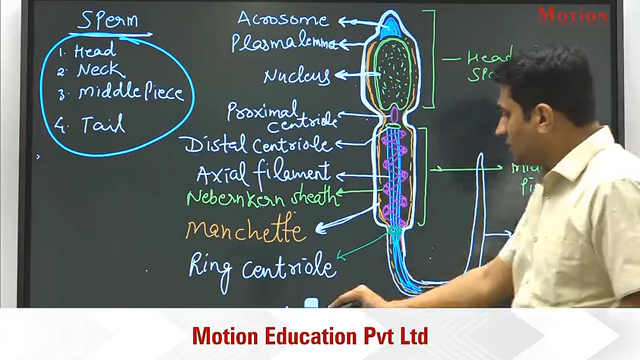 Sperm
1. Head
2. Neck
3. Middle Piece
4. Tail
Acrosome
Plasmalemma
Nucleus
Proximal
centriole
Distal centriole
Axial filament
Nebernkern sheath
Manchette
Ring centriole
Head
MOTION
Motion Education Pvt Ltd